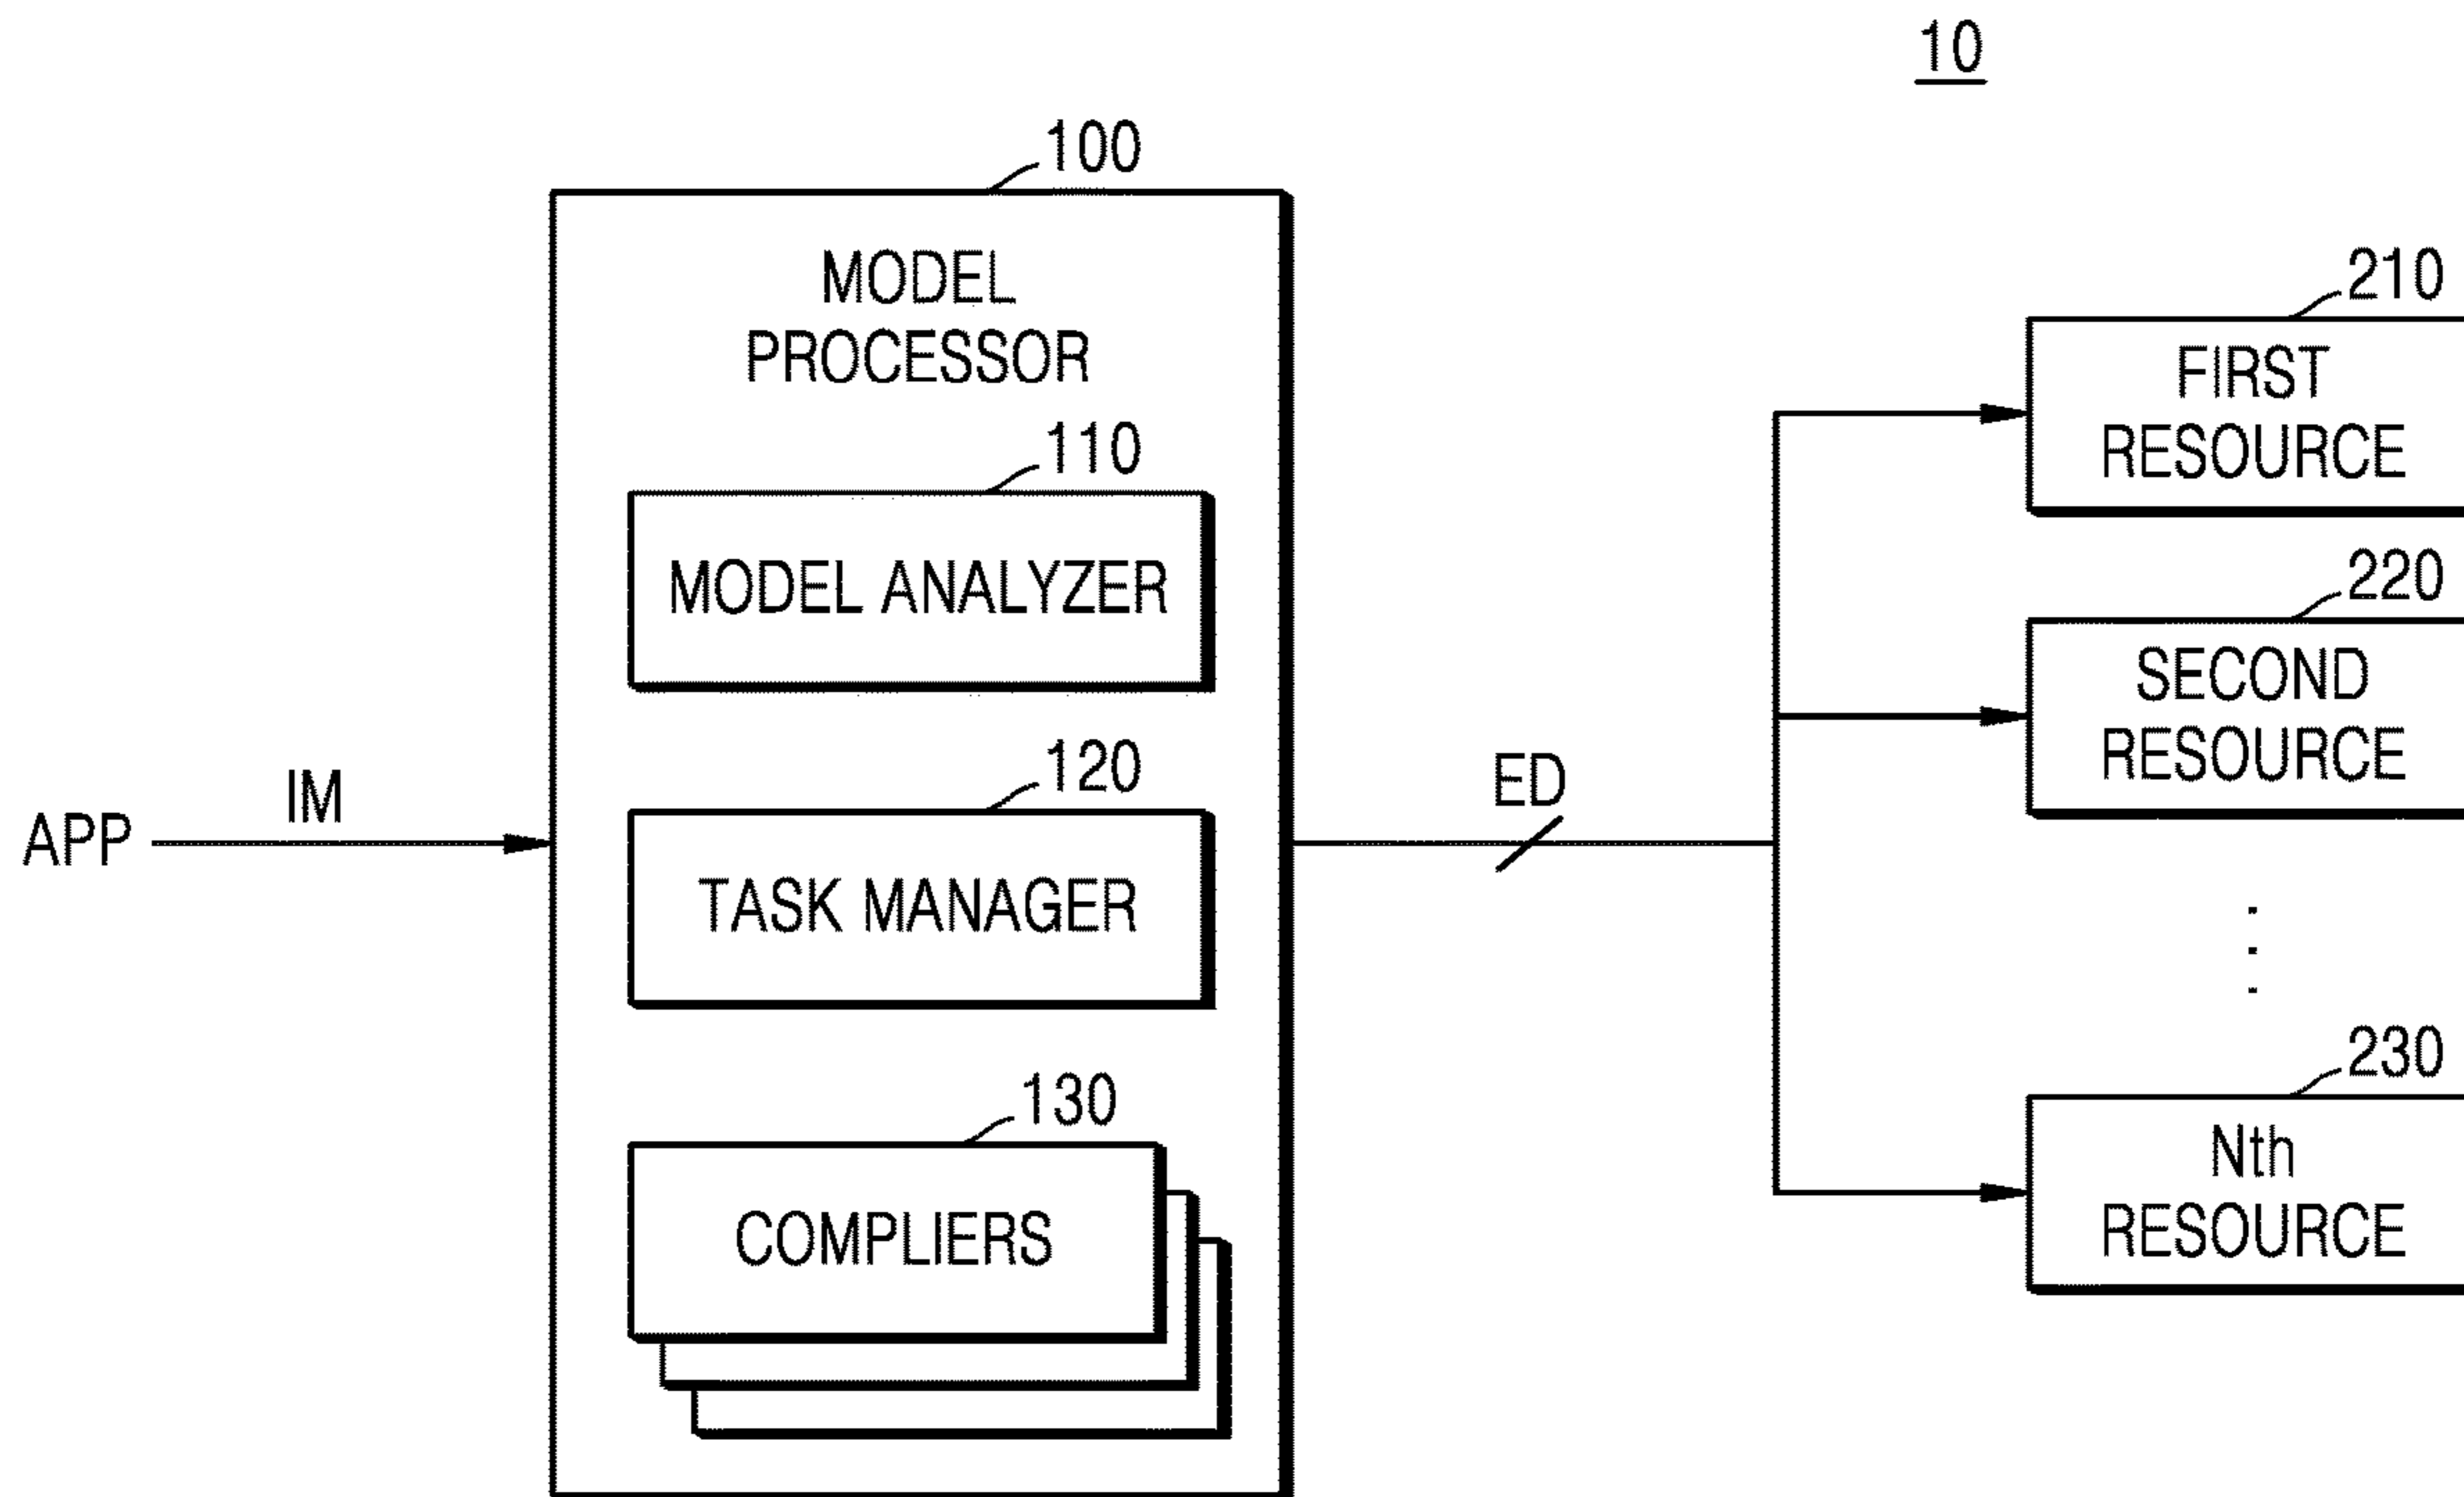 10
100
MODEL
PROCESSOR
110
MODEL ANALYZER
120
TASK MANAGER
130
COMPLIERS
APP
IM
ED
210
FIRST
RESOURCE
220
SECOND
RESOURCE
230
Nth
RESOURCE